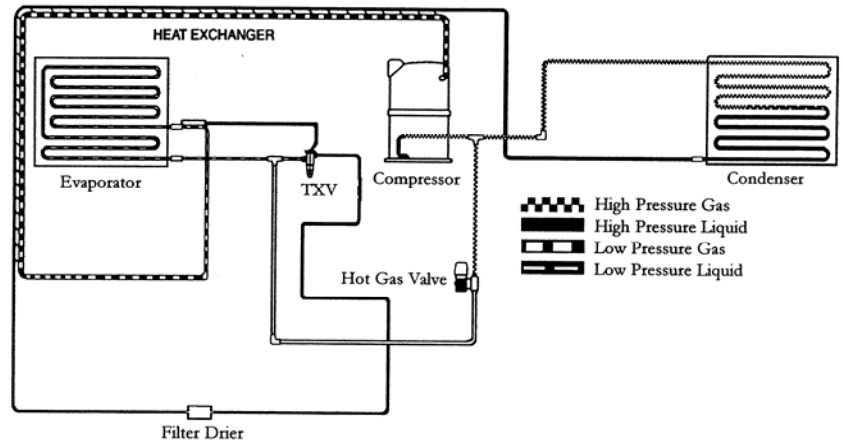 HEAT EXCHANGER
Evaporator
TXV
Compressor
Condenser
High Pressure Gas
High Pressure Liquid
Low Pressure Gas
Low Pressure Liquid
Hot Gas Valve
Filter Drier